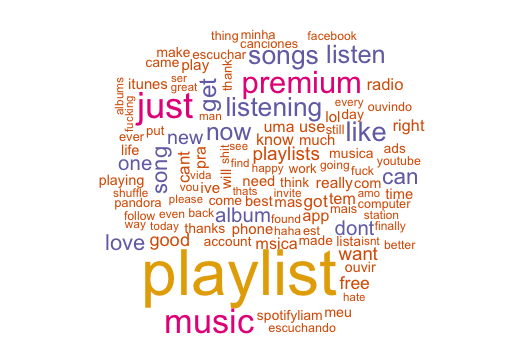 thing minha facebook
canciones
make escuchar songs listen
came play thank
itunes ser great get premium radio
albums fucking just man listening every ouvindo
lol day
ever put new now uma use still like right
know much
life shit see ads
one song cant pra playlists musica youtube
find happy work going fuck can
playing vida will need think really com
shuffle vou ive thats invite amo time
pandora please come best mas got tem computer
follow even back album found app mais station
way today thanks phone haha est dont finally
love good account msica made lista isnt better
want
playlist ouvir
free
hate
music spotify liam meu
escuchando